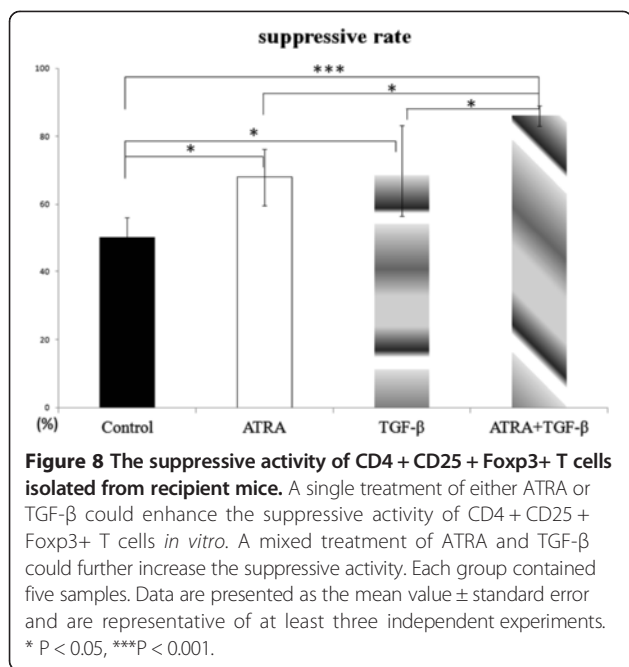 suppressive rate
100
***
*
*
*
*
80
60
40
20
0
(%)
Control
ATRA
TGF-β
ATRA+TGF-β
Figure 8 The suppressive activity of CD4 + CD25 + Foxp3+ T cells
isolated from recipient mice. A single treatment of either ATRA or
TGF-β could enhance the suppressive activity of CD4 + CD25 +
Foxp3+ T cells in vitro. A mixed treatment of ATRA and TGF-β
could further increase the suppressive activity. Each group contained
five samples. Data are presented as the mean value ± standard error
and are representative of at least three independent experiments.
* P < 0.05, ***P < 0.001.